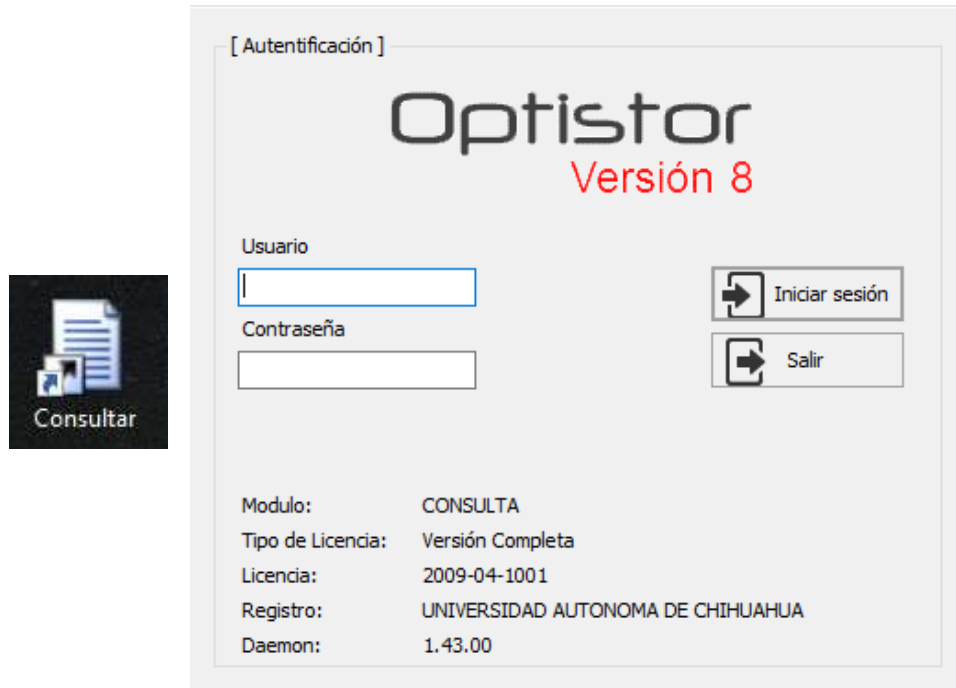 [ Autentificación ]
Optistor
Versión 8
Usuario
Iniciar sesión
Contraseña
Salir
Consultar
Modulo: CONSULTA
Tipo de Licencia: Versión Completa
Licencia: 2009-04-1001
Registro: UNIVERSIDAD AUTONOMA DE CHIHUAHUA
Daemon: 1.43.00